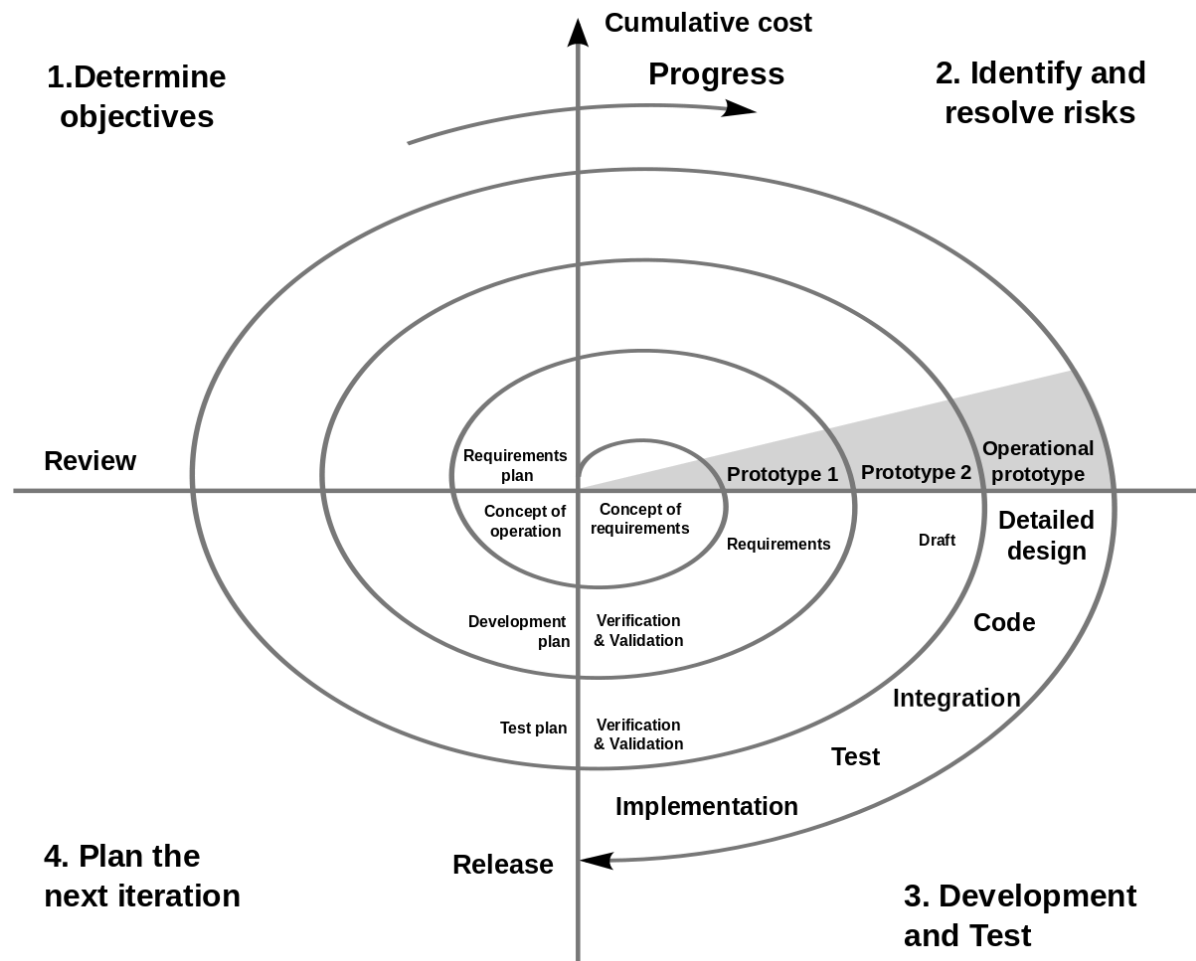 Cumulative cost
Progress
1.Determine
objectives
2. Identify and
resolve risks
Review
Requirements
plan
Prototype 1
Prototype 2
Operational
prototype
Concept of
operation
Concept of
requirements
Requirements
Draft
Detailed
design
Development
plan
Verification
& Validation
Code
Integration
Test plan
Verification
& Validation
Test
Implementation
Release
4. Plan the
next iteration
3. Development
and Test